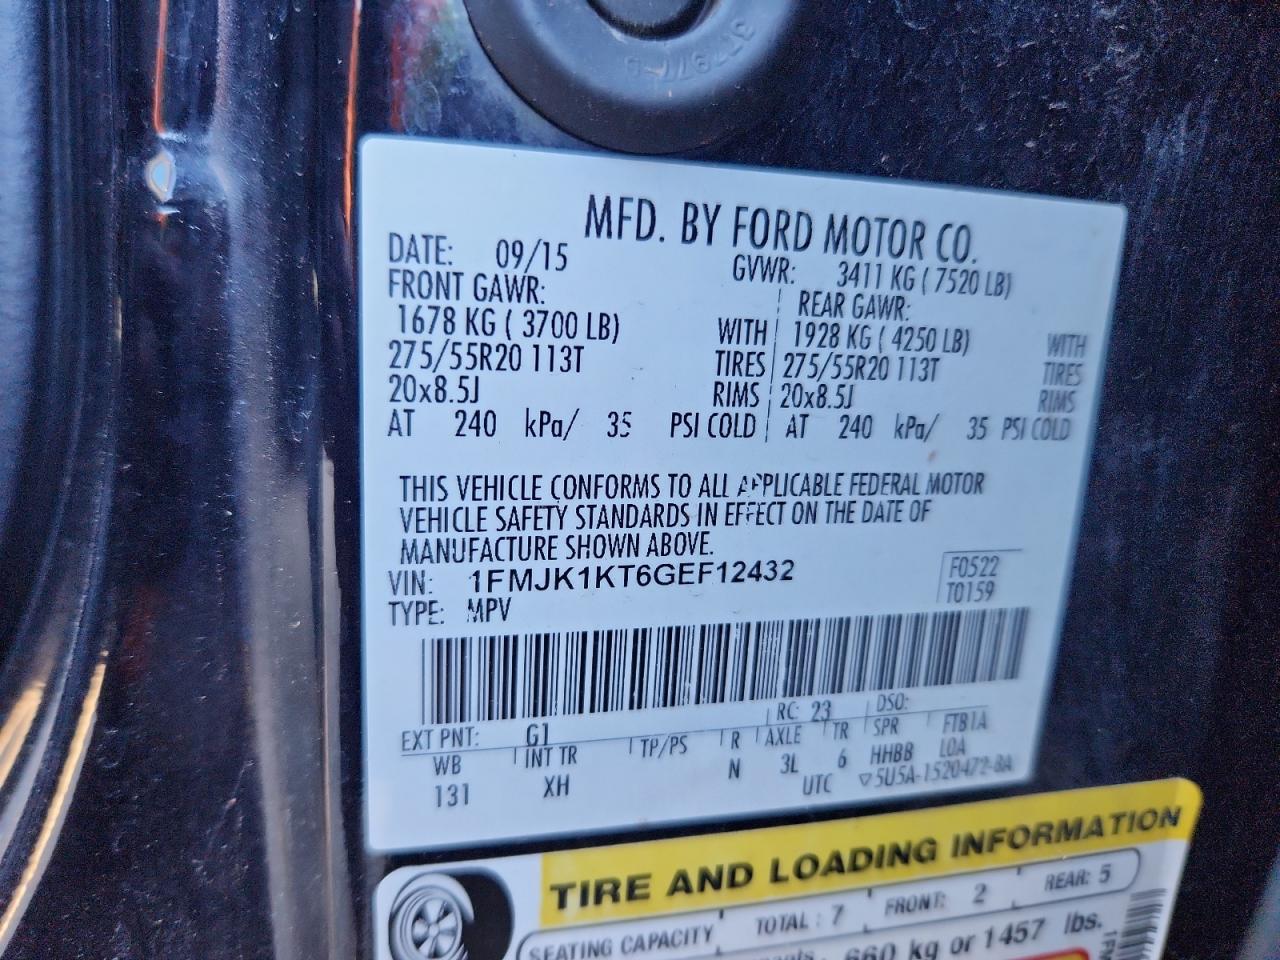 MFD. BY FORD MOTOR CO.
DATE: 09/15 GVWR: 3411 KG ( 7520 LB)
FRONT GAWR: REAR GAWR:
1678 KG ( 3700 LB) WITH 1928 KG ( 4250 LB) WITH
275/55R20 113T TIRES 275/55R20 113T TIRES
20x8.5J RIMS 20x8.5J RIMS
AT 240 kPa/ 35 PSI COLD AT 240 kPa/ 35 PSI COLD
THIS VEHICLE CONFORMS TO ALL APPLICABLE FEDERAL MOTOR
VEHICLE SAFETY STANDARDS IN EFFECT ON THE DATE OF
MANUFACTURE SHOWN ABOVE.
VIN: 1FMJK1KT6GEF12432 F0522
TYPE: MPV T0159
EXT PNT: G1 RC: 23 DSO:
WB INT TR TP/PS R AXLE TR SPR FTB1A
131 XH N 3L 6 HHBB LOA
UTC ▽5U5A-1520472-BA
TIRE AND LOADING INFORMATION
SEATING CAPACITY TOTAL : 7 FRONT: 2 REAR: 5
660 kg or 1457 lbs.